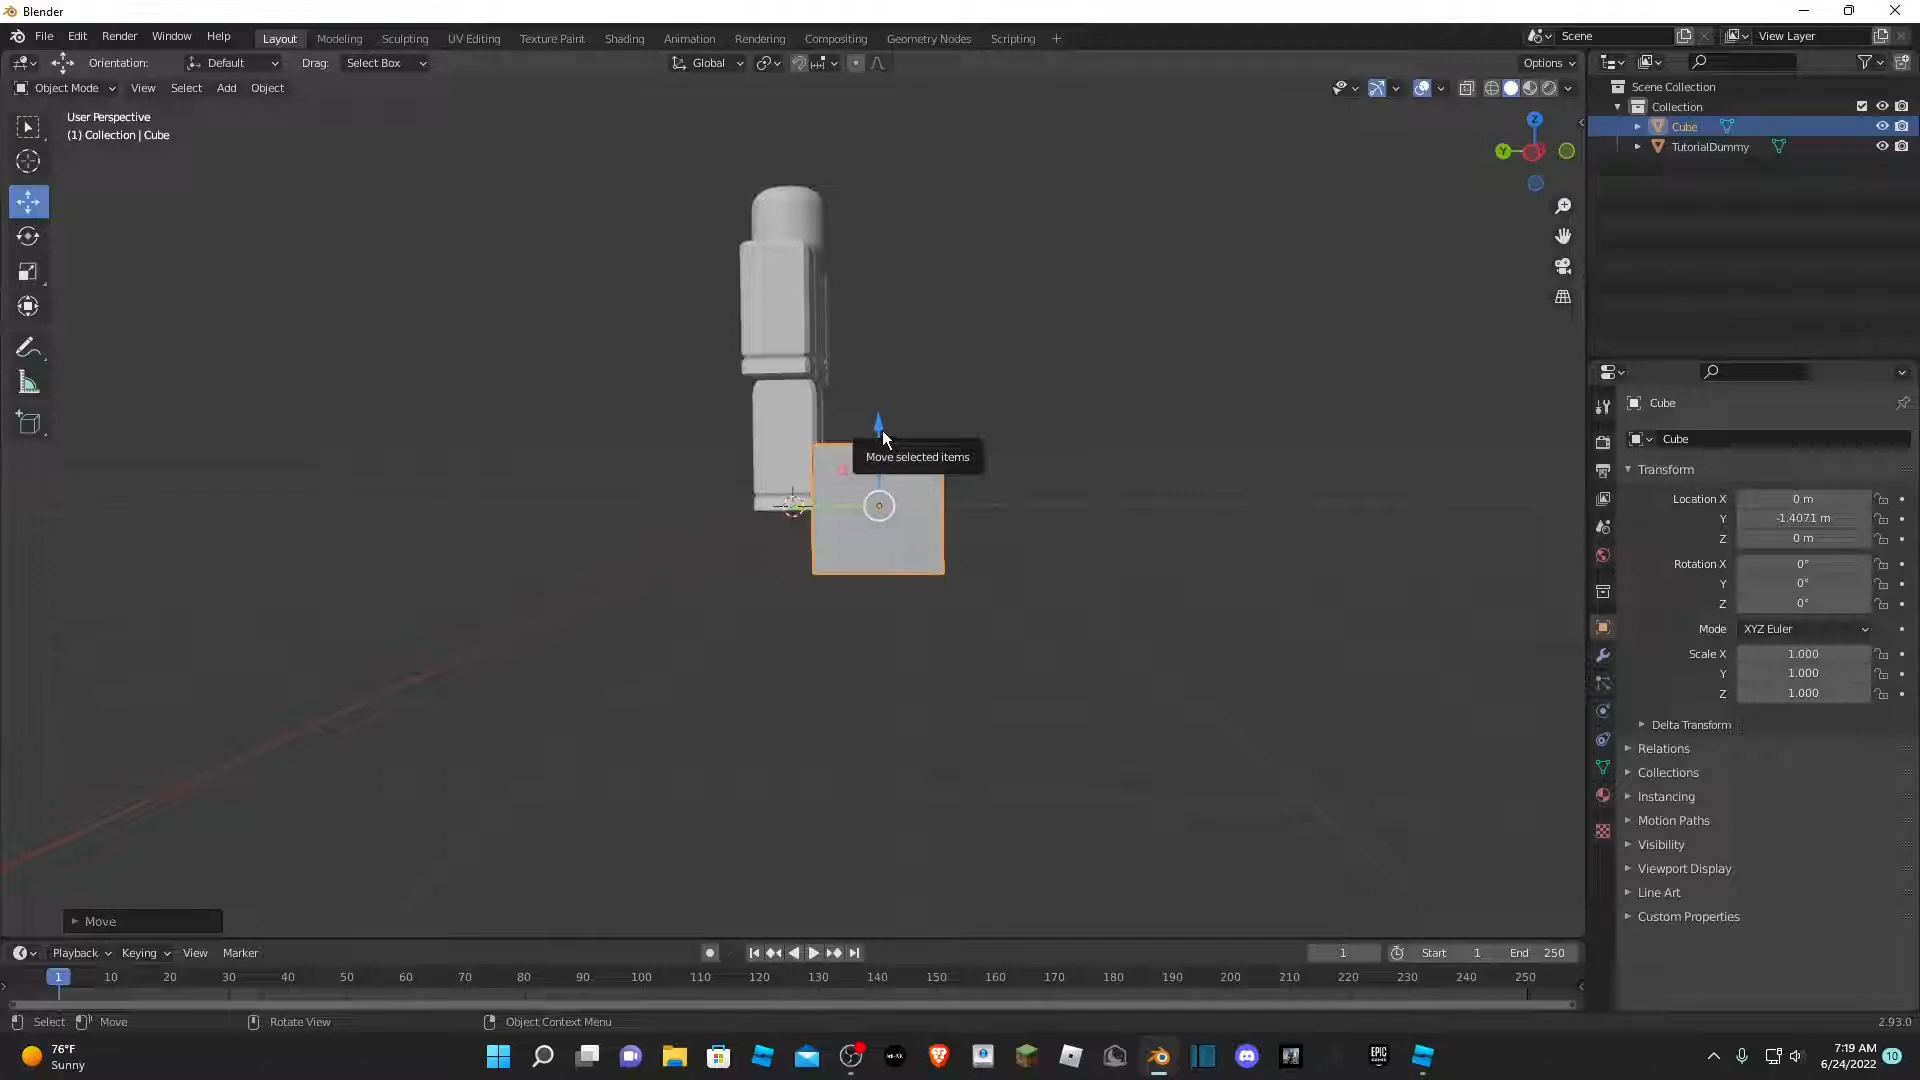 Blender
File Edit Render Window Help
Layout Modeling Sculpting UV Editing Texture Paint Shading Animation Rendering Compositing Geometry Nodes Scripting +
Scene
View Layer
Orientation: Default Drag: Select Box
Global
Options
Object Mode View Select Add Object
User Perspective
(1) Collection | Cube
Z
Y
Scene Collection
Collection
Cube
TutorialDummy
Move selected items
Cube
Cube
Transform
Location X 0 m
Y -1.4071 m
Z 0 m
Rotation X 0°
Y 0°
Z 0°
Mode XYZ Euler
Scale X 1.000
Y 1.000
Z 1.000
Delta Transform
Relations
Collections
Instancing
Motion Paths
Visibility
Viewport Display
Line Art
Custom Properties
Move
Playback Keying View Marker
1
Start 1 End 250
1 10 20 30 40 50 60 70 80 90 100 110 120 130 140 150 160 170 180 190 200 210 220 230 240 250
Select Move Rotate View Object Context Menu
2.93.0
76°F
Sunny
EPIC
7:19 AM
6/24/2022
10